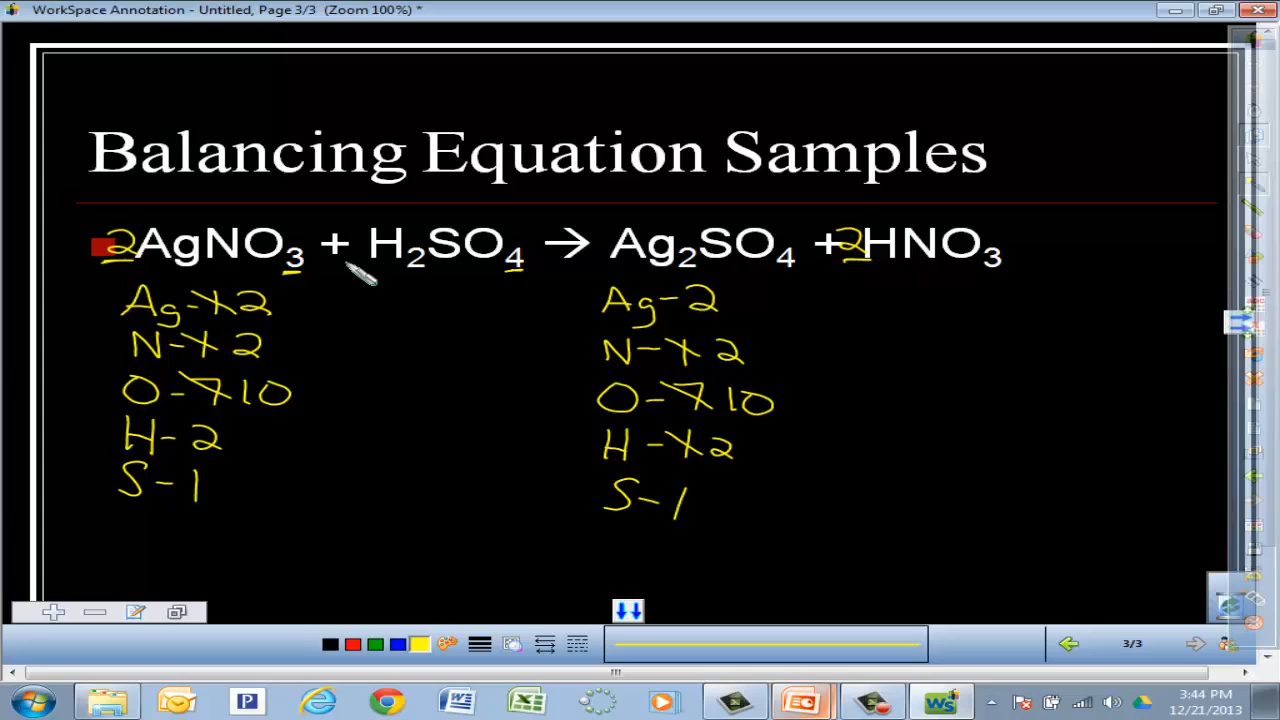 WorkSpace Annotation - Untitled, Page 3/3 (Zoom 100%) *
Balancing Equation Samples
2AgNO₃ + H₂SO₄ → Ag₂SO₄ + 2HNO₃
Ag-1 2
N-1 2
O-7 10
H-2
S-1
Ag-2
N-1 2
O-7 10
H-1 2
S-1
3/3
3:44 PM
12/21/2013